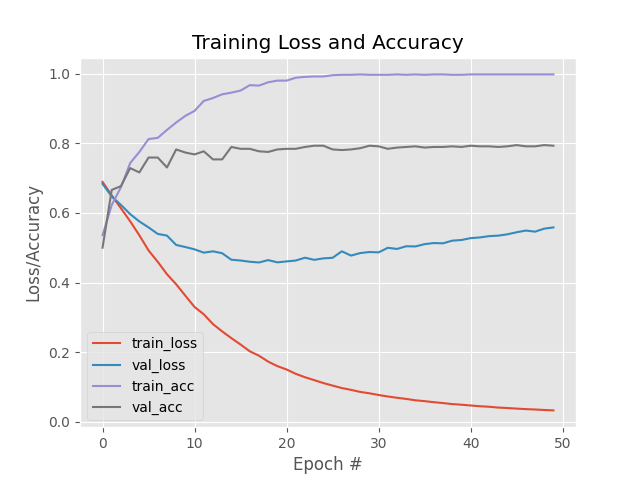 Training Loss and Accuracy
Loss/Accuracy
1.0
0.8
0.6
0.4
0.2
0.0
train_loss
val_loss
train_acc
val_acc
0 10 20 30 40 50
Epoch #